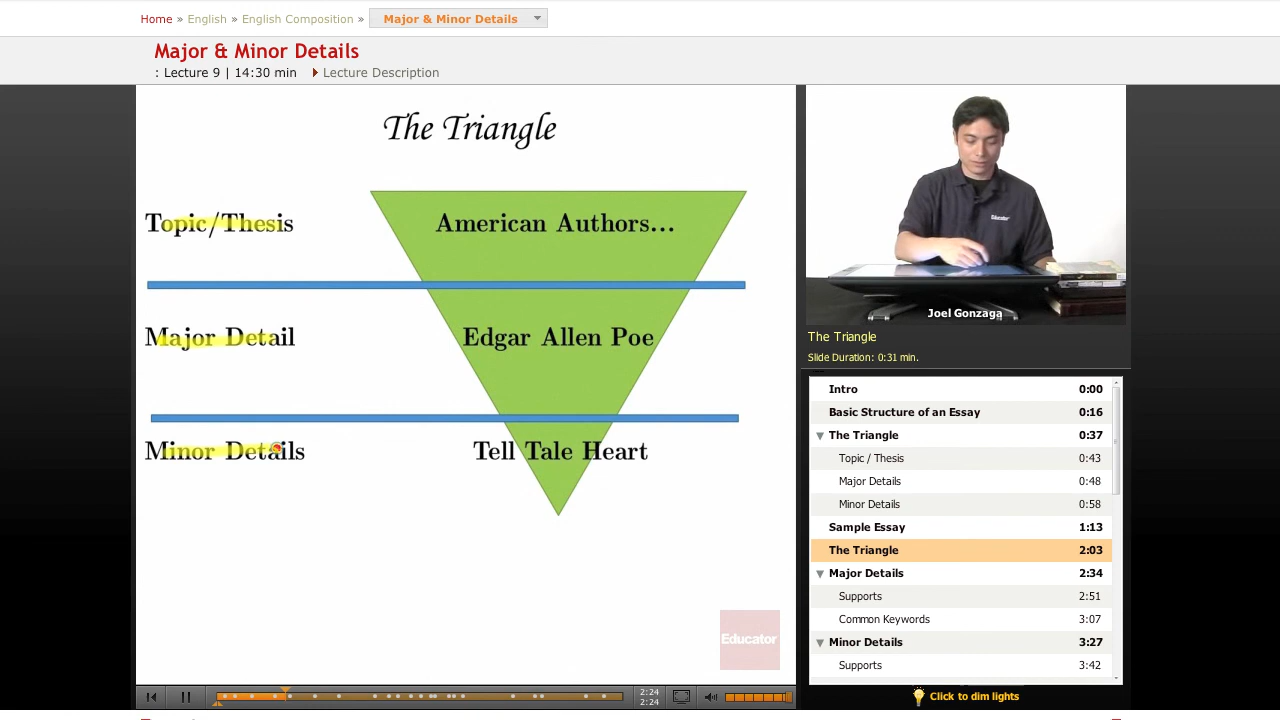 Home » English » English Composition » Major & Minor Details
Major & Minor Details
: Lecture 9 | 14:30 min Lecture Description
The Triangle
Topic/Thesis American Authors...
Major Detail Edgar Allen Poe
Minor Details Tell Tale Heart
Educator
Educator
Joel Gonzaga
The Triangle
Slide Duration: 0:31 min.
Intro 0:00
Basic Structure of an Essay 0:16
The Triangle 0:37
Topic / Thesis 0:43
Major Details 0:48
Minor Details 0:58
Sample Essay 1:13
The Triangle 2:03
Major Details 2:34
Supports 2:51
Common Keywords 3:07
Minor Details 3:27
Supports 3:42
2:24
2:24
Click to dim lights